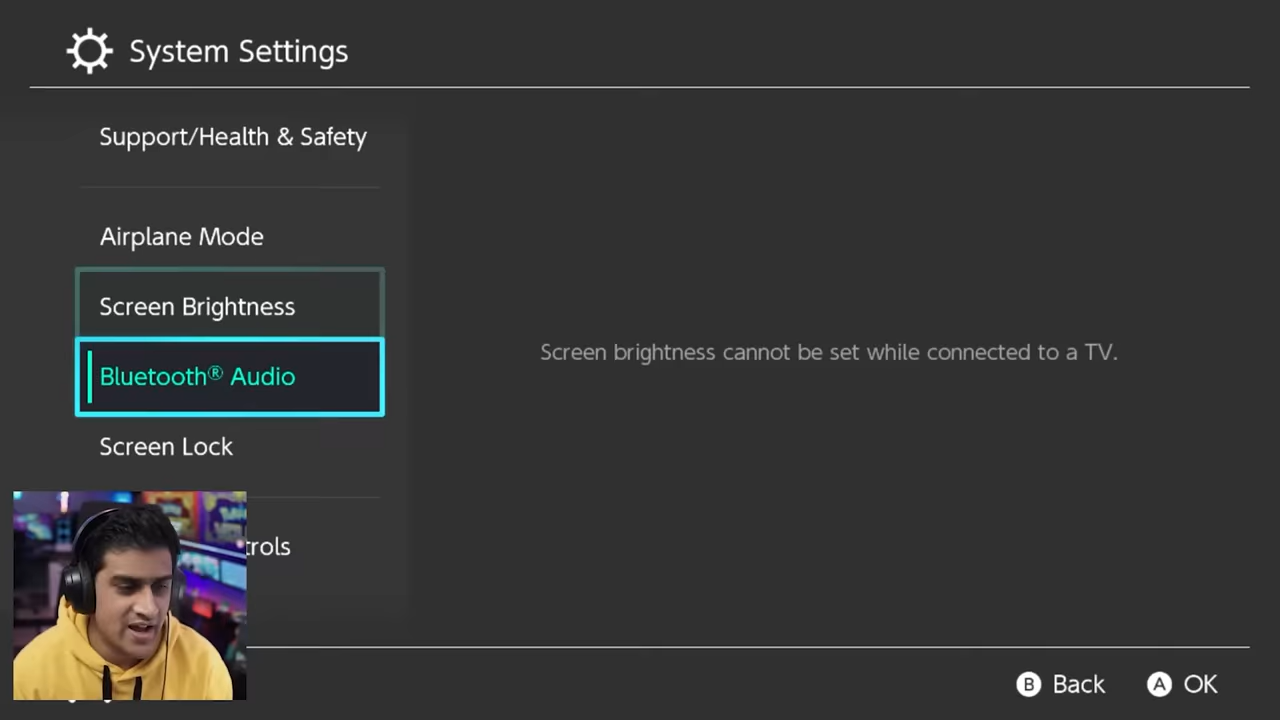 System Settings
Support/Health & Safety
Airplane Mode
Screen Brightness
Bluetooth® Audio
Screen Lock
trols
Screen brightness cannot be set while connected to a TV.
B Back
A OK